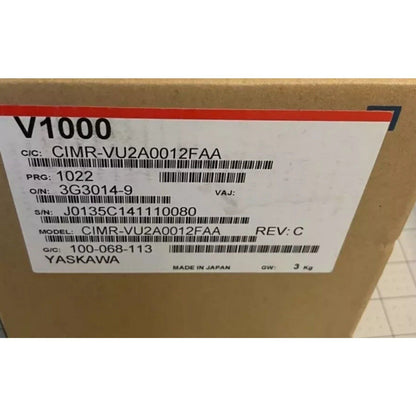 V1000
C/C: CIMR-VU2A0012FAA
PRG: 1022
O/N: 3G3014-9 VAJ:
S/N: J0135C141110080
MODEL: CIMR-VU2A0012FAA REV: C
G/C: 100-068-113
YASKAWA MADE IN JAPAN GW: 3 Kg